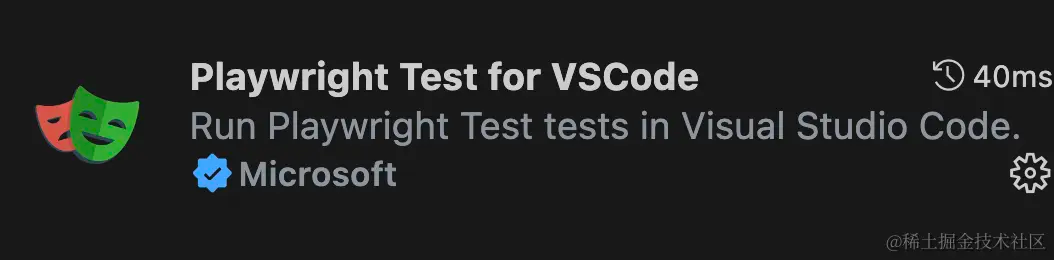 Playwright Test for VSCode 40ms
Run Playwright Test tests in Visual Studio Code.
Microsoft
@稀土掘金技术社区